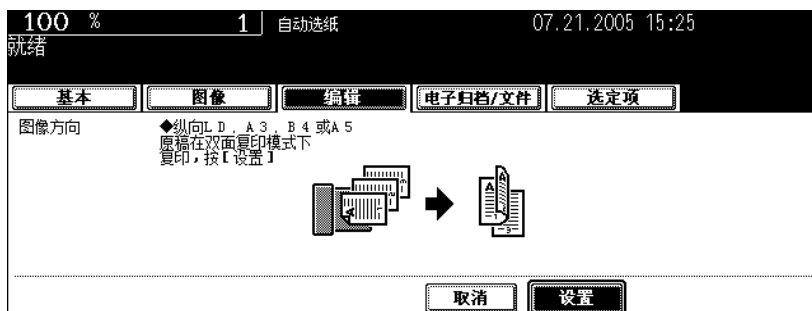 100 % 1 自动选纸 07.21.2005 15:25
就绪
基本 图像 编辑 电子归档/文件 选定项
图像方向 ◆纵向LD, A3, B4或A5
原稿在双面复印模式下
复印,按[设置]
取消 设置